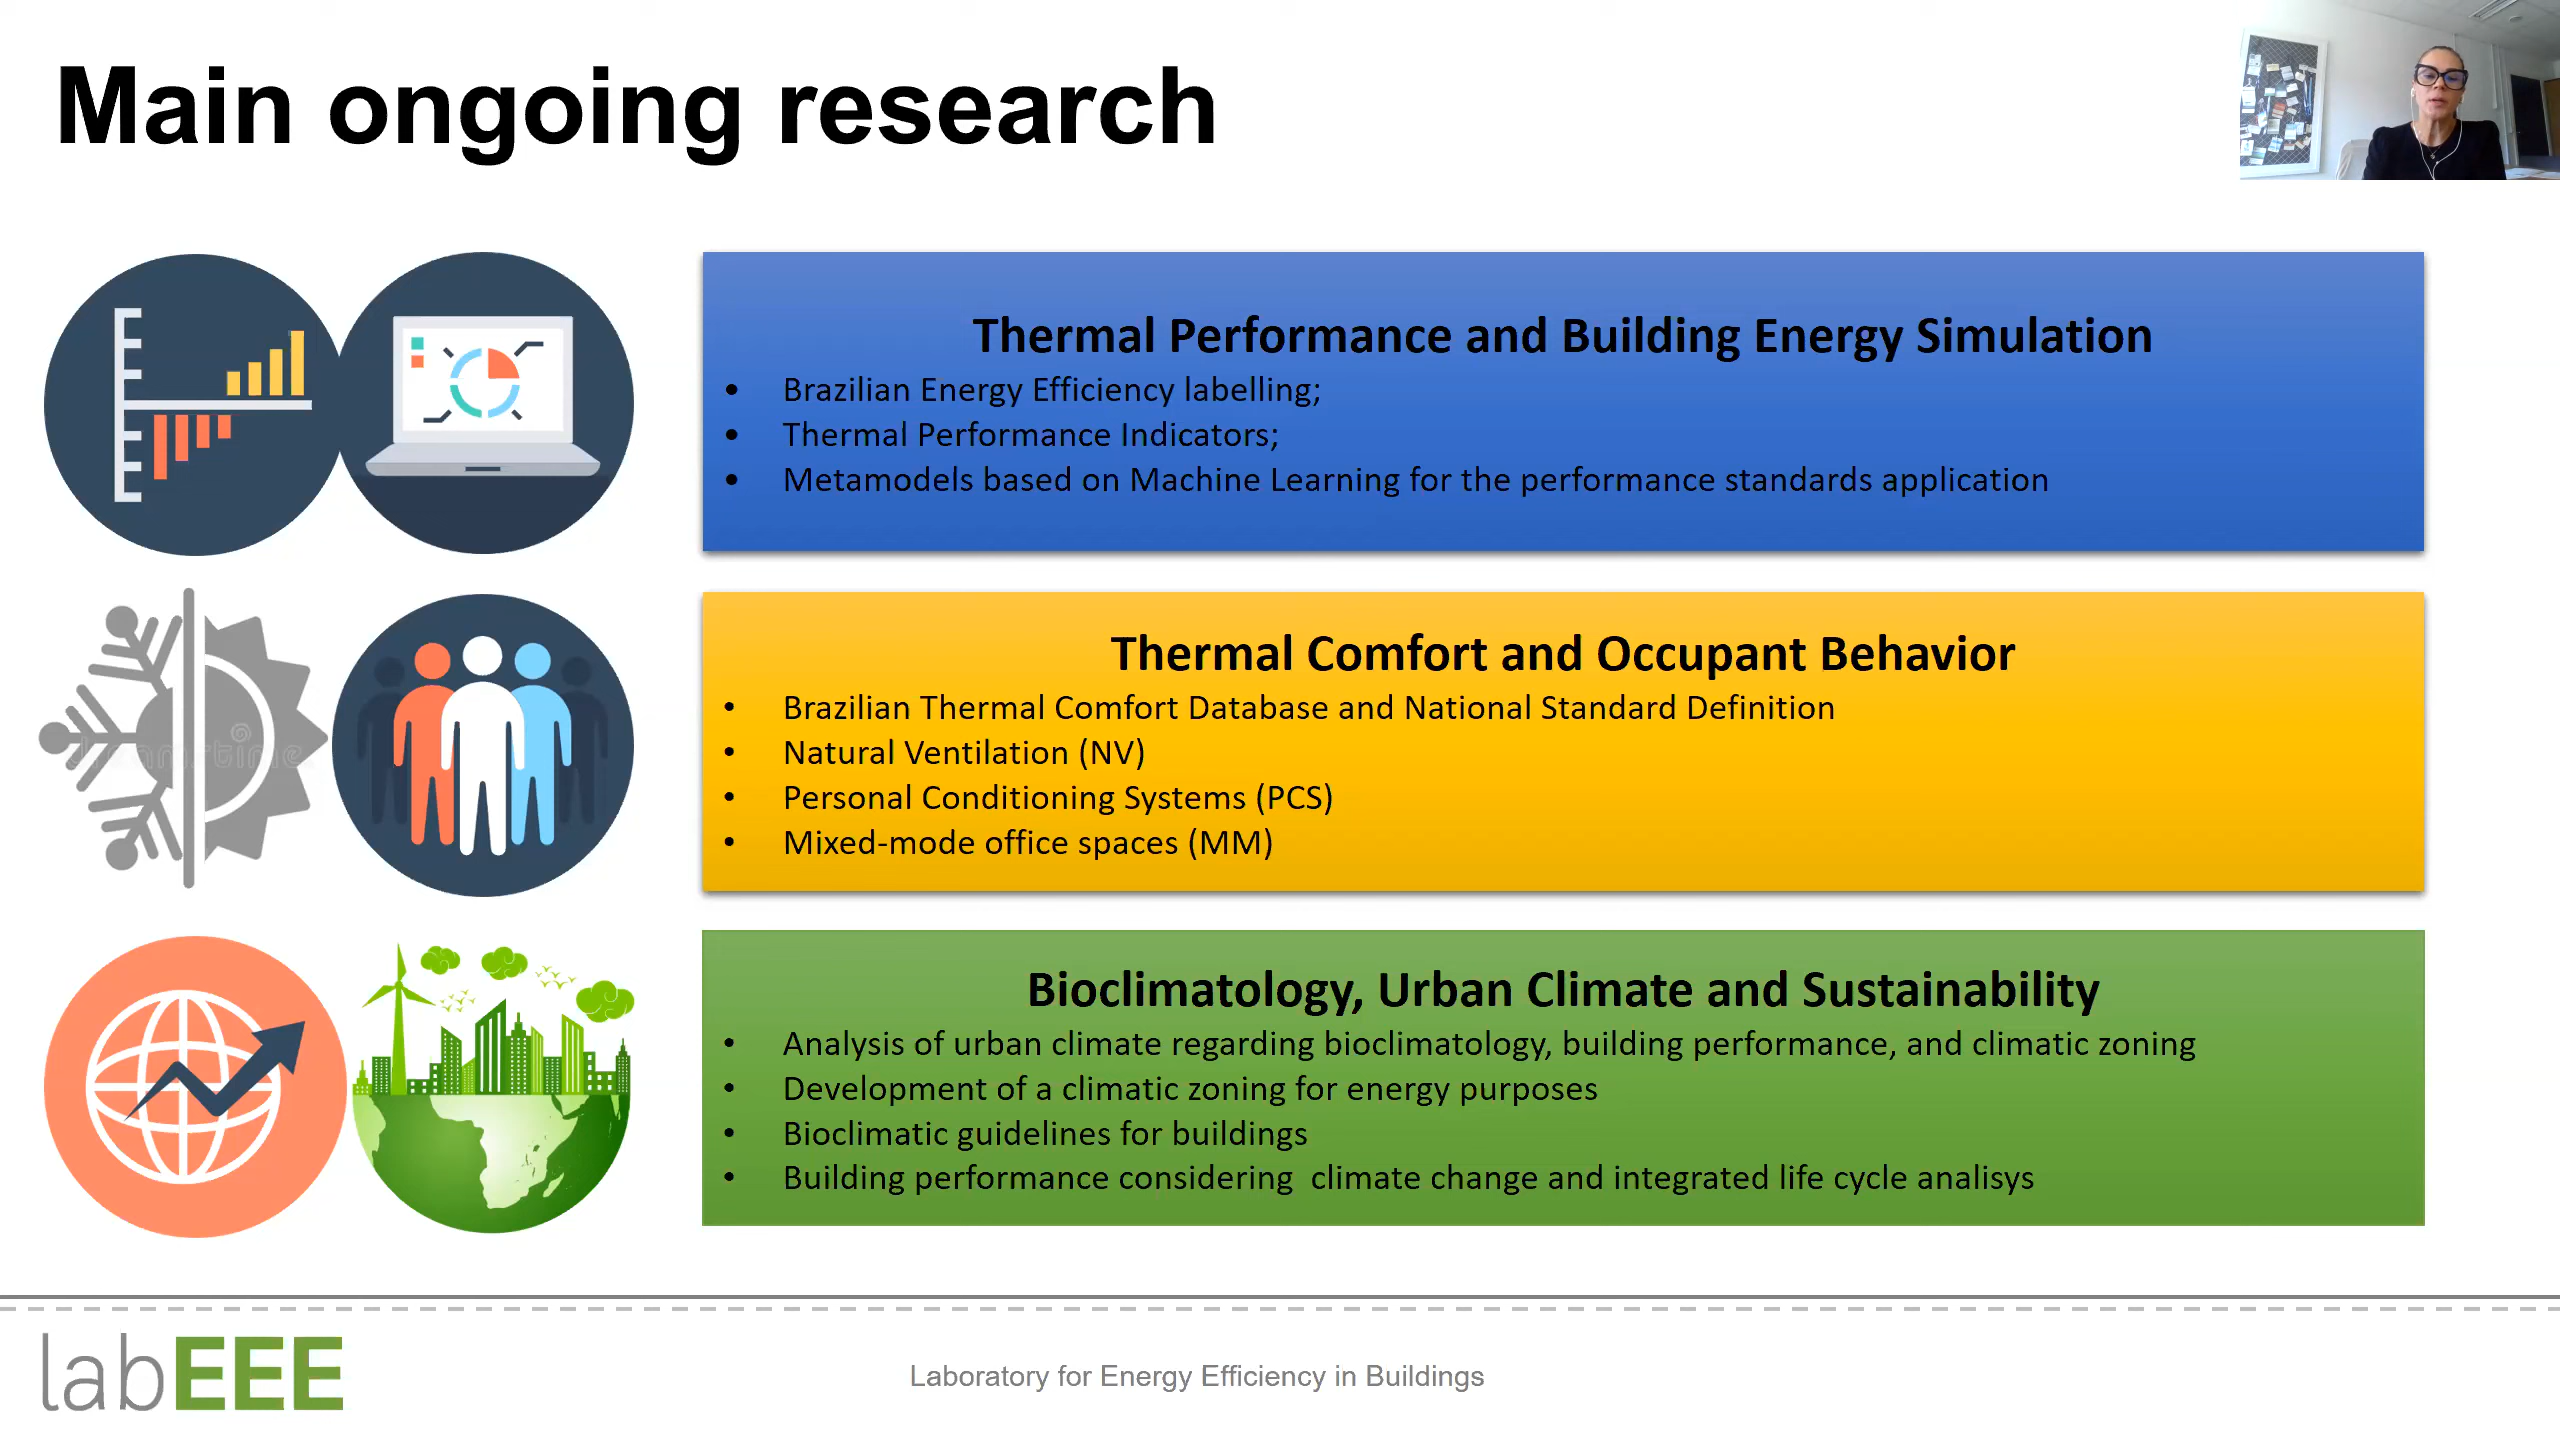 Main ongoing research
Thermal Performance and Building Energy Simulation
• Brazilian Energy Efficiency labelling;
• Thermal Performance Indicators;
• Metamodels based on Machine Learning for the performance standards application
Thermal Comfort and Occupant Behavior
• Brazilian Thermal Comfort Database and National Standard Definition
• Natural Ventilation (NV)
• Personal Conditioning Systems (PCS)
• Mixed-mode office spaces (MM)
Bioclimatology, Urban Climate and Sustainability
• Analysis of urban climate regarding bioclimatology, building performance, and climatic zoning
• Development of a climatic zoning for energy purposes
• Bioclimatic guidelines for buildings
• Building performance considering  climate change and integrated life cycle analisys
labEEE
Laboratory for Energy Efficiency in Buildings